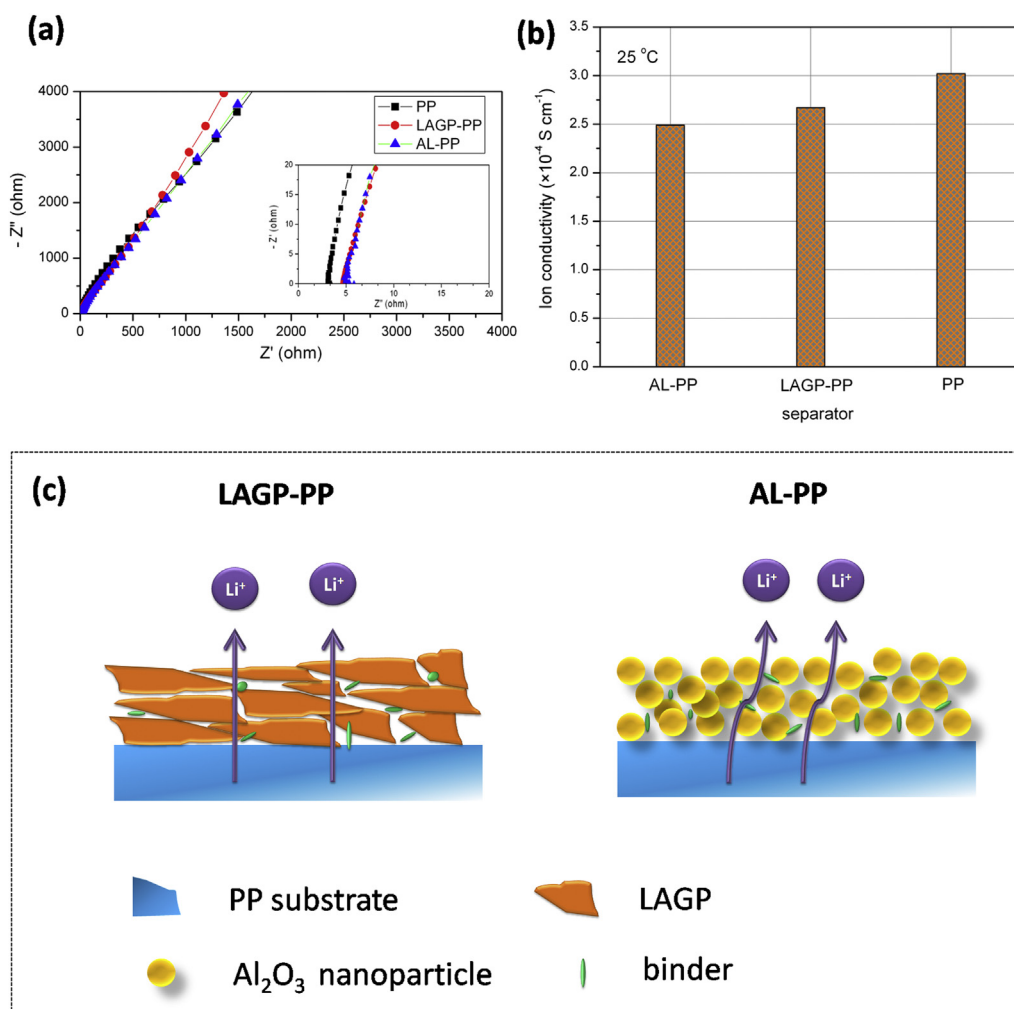 (a)
4000
3000
2000
1000
0
0 500 1000 1500 2000 2500 3000 3500 4000
- Z" (ohm)
Z' (ohm)
PP
LAGP-PP
AL-PP
20
15
10
5
0
0 5 10 15 20
- Z' (ohm)
Z" (ohm)
(b)
25 °C
3.5
3.0
2.5
2.0
1.5
1.0
0.5
0.0
Ion conductivity (×10⁻⁴ S cm⁻¹)
AL-PP LAGP-PP PP
separator
(c)
LAGP-PP AL-PP
Li⁺ Li⁺ Li⁺ Li⁺
PP substrate LAGP
Al₂O₃ nanoparticle binder